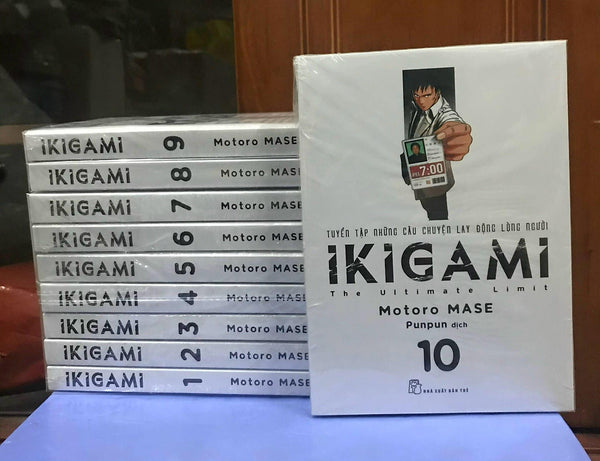 IKIGAMI 9 Motoro MASE
IKIGAMI 8 Motoro MASE
IKIGAMI 7 Motoro MASE
IKIGAMI 6 Motoro MASE
IKIGAMI 5 Motoro MASE
IKIGAMI 4 Motoro MASE
IKIGAMI 3 Motoro MASE
IKIGAMI 2 Motoro MASE
IKIGAMI 1 Motoro MASE
7:00
TUYỂN TẬP NHỮNG CÂU CHUYỆN LAY ĐỘNG LÒNG NGƯỜI
IKIGAMI
The Ultimate Limit
Motoro MASE
Punpun dịch
10
NHÀ XUẤT BẢN TRẺ